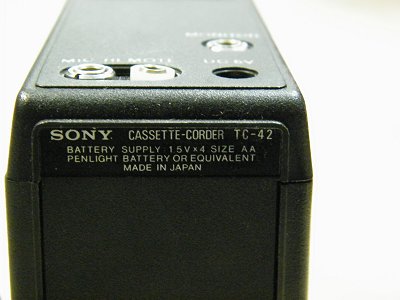 MONITOR
MIC REMOTE
DC 6V
SONY CASSETTE-CORDER TC-42
BATTERY SUPPLY: 1.5V×4 SIZE AA
PENLIGHT BATTERY OR EQUIVALENT
MADE IN JAPAN